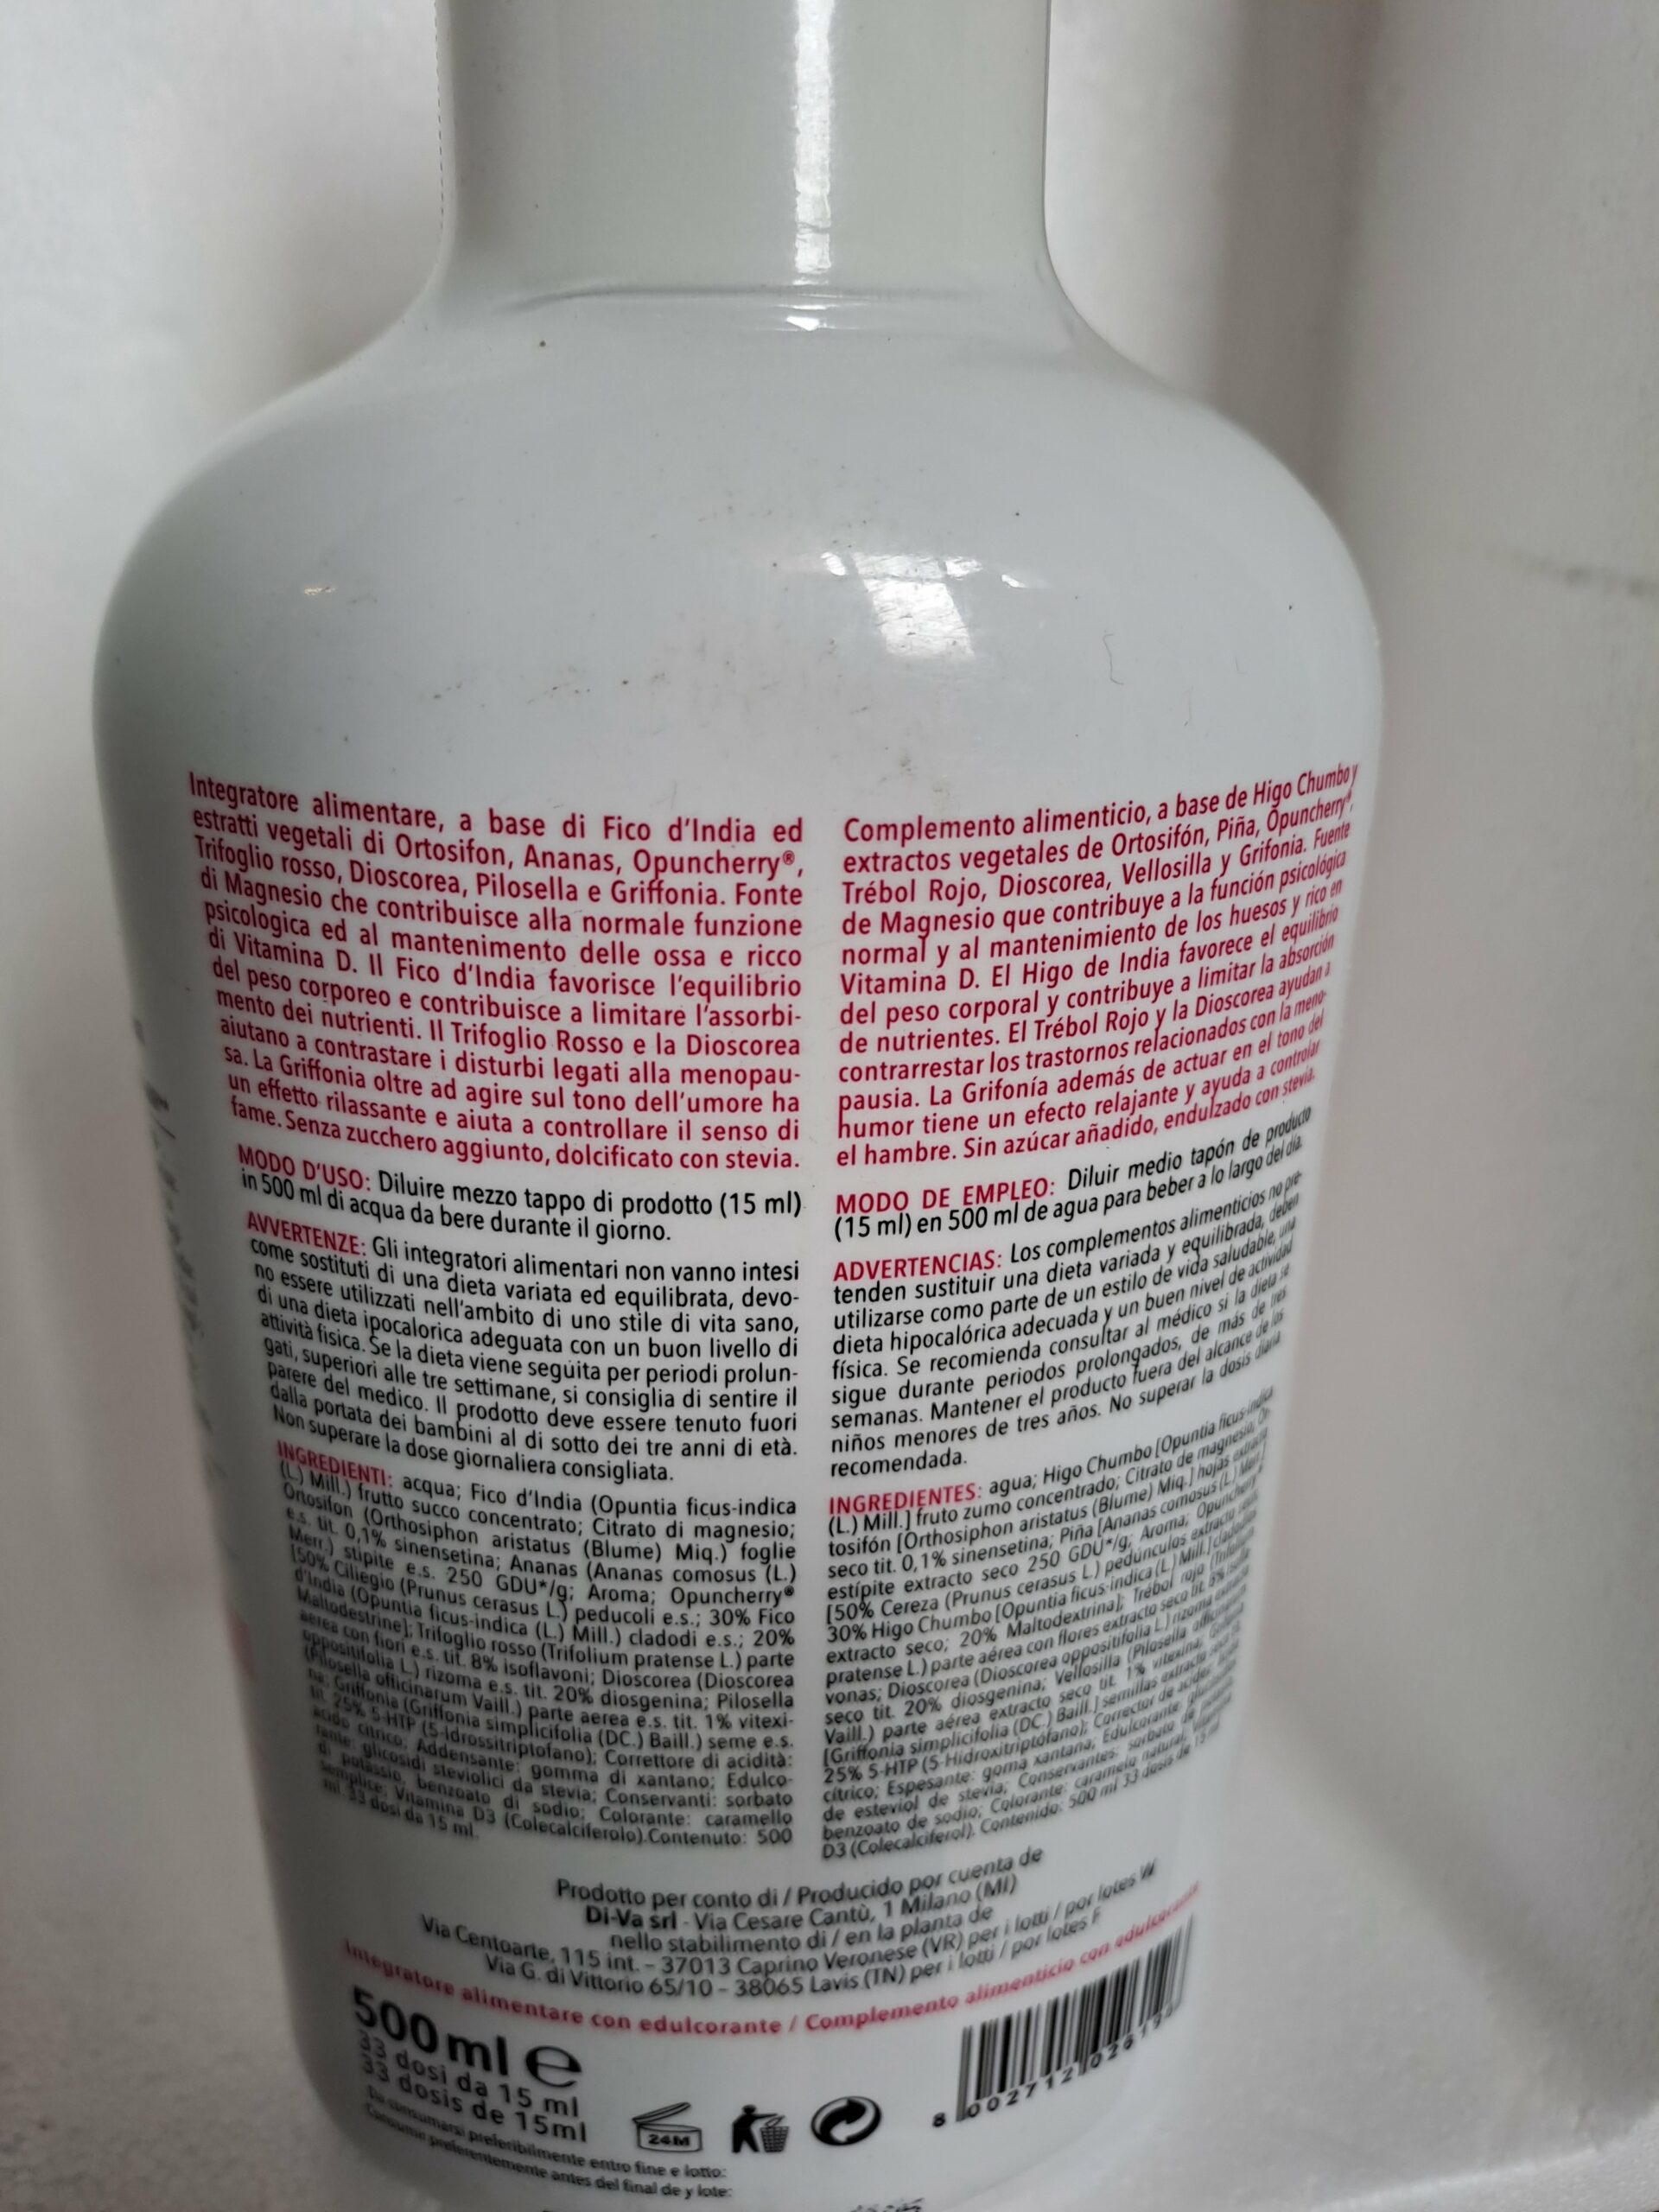 Integratore alimentare, a base di Fico d'India ed
estratti vegetali di Ortosifon, Ananas, Opuncherry®,
Trifoglio rosso, Dioscorea, Pilosella e Griffonia. Fonte
di Magnesio che contribuisce alla normale funzione
psicologica ed al mantenimento delle ossa e ricco
di Vitamina D. Il Fico d'India favorisce l'equilibrio
del peso corporeo e contribuisce a limitare l'assorbi-
mento dei nutrienti. Il Trifoglio Rosso e la Dioscorea
aiutano a contrastare i disturbi legati alla menopau-
sa. La Griffonia oltre ad agire sul tono dell'umore ha
un effetto rilassante e aiuta a controllare il senso di
fame. Senza zucchero aggiunto, dolcificato con stevia.
MODO D'USO: Diluire mezzo tappo di prodotto (15 ml)
in 500 ml di acqua da bere durante il giorno.
AVVERTENZE: Gli integratori alimentari non vanno intesi
come sostituti di una dieta variata ed equilibrata, devo-
no essere utilizzati nell'ambito di uno stile di vita sano,
di una dieta ipocalorica adeguata con un buon livello di
attività fisica. Se la dieta viene seguita per periodi prolun-
gati, superiori alle tre settimane, si consiglia di sentire il
parere del medico. Il prodotto deve essere tenuto fuori
dalla portata dei bambini al di sotto dei tre anni di età.
Non superare la dose giornaliera consigliata.
INGREDIENTI: acqua; Fico d'India (Opuntia ficus-indica
(L.) Mill.) frutto succo concentrato; Citrato di magnesio;
Ortosifon (Orthosiphon aristatus (Blume) Miq.) foglie
e.s. tit. 0,1% sinensetina; Ananas (Ananas comosus (L.)
Merr.) stipite e.s. 250 GDU*/g; Aroma; Opuncherry®
[50% Ciliegio (Prunus cerasus L.) peducoli e.s.; 30% Fico
d'India (Opuntia ficus-indica (L.) Mill.) cladodi e.s.; 20%
Maltodestrine]; Trifoglio rosso (Trifolium pratense L.) parte
aerea con fiori e.s. tit. 8% isoflavoni; Dioscorea (Dioscorea
oppositifolia L.) rizoma e.s. tit. 20% diosgenina; Pilosella
(Pilosella officinarum Vaill.) parte aerea e.s. tit. 1% vitexi-
na; Griffonia (Griffonia simplicifolia (DC.) Baill.) seme e.s.
tit. 25% 5-HTP (5-Idrossitriptofano); Correttore di acidità:
acido citrico; Addensante: gomma di xantano; Edulco-
rante: glicosidi steviolici da stevia; Conservanti: sorbato
di potassio, benzoato di sodio; Colorante: caramello
semplice; Vitamina D3 (Colecalciferolo).Contenuto: 500
ml. 33 dosi da 15 ml.
Complemento alimenticio, a base de Higo Chumbo y
extractos vegetales de Ortosifón, Piña, Opuncherry®,
Trébol Rojo, Dioscorea, Vellosilla y Grifonia. Fuente
de Magnesio que contribuye a la función psicológica
normal y al mantenimiento de los huesos y rico en
Vitamina D. El Higo de India favorece el equilibrio
del peso corporal y contribuye a limitar la absorción
de nutrientes. El Trébol Rojo y la Dioscorea ayudan a
contrarrestar los trastornos relacionados con la meno-
pausia. La Grifonía además de actuar en el tono del
humor tiene un efecto relajante y ayuda a controlar
el hambre. Sin azúcar añadido, endulzado con stevia.
MODO DE EMPLEO: Diluir medio tapón de producto
(15 ml) en 500 ml de agua para beber a lo largo del día.
ADVERTENCIAS: Los complementos alimenticios no pre-
tenden sustituir una dieta variada y equilibrada, deben
utilizarse como parte de un estilo de vida saludable, una
dieta hipocalórica adecuada y un buen nivel de actividad
física. Se recomienda consultar al médico si la dieta se
sigue durante periodos prolongados, de más de tres
semanas. Mantener el producto fuera del alcance de los
niños menores de tres años. No superar la dosis diaria
recomendada.
INGREDIENTES: agua; Higo Chumbo [Opuntia ficus-indica
(L.) Mill.] fruto zumo concentrado; Citrato de magnesio; Or-
tosifón [Orthosiphon aristatus (Blume) Miq.] hojas extracto
seco tit. 0,1% sinensetina; Piña [Ananas comosus (L.) Merr.]
estípite extracto seco 250 GDU*/g; Aroma; Opuncherry®
[50% Cereza (Prunus cerasus L.) pedúnculos extracto seco;
30% Higo Chumbo [Opuntia ficus-indica (L.) Mill.] cladodios
extracto seco; 20% Maltodextrina]; Trébol rojo (Trifolium
pratense L.) parte aérea con flores extracto seco tit. 8% isofla-
vonas; Dioscorea (Dioscorea oppositifolia L.) rizoma extracto
seco tit. 20% diosgenina; Vellosilla (Pilosella officinarum
Vaill.) parte aérea extracto seco tit. 1% vitexina; Grifonia
[Griffonia simplicifolia (DC.) Baill.] semillas extracto seco tit.
25% 5-HTP (5-Hidroxitriptófano); Corrector de acidez: ácido
cítrico; Espesante: goma xantana; Edulcorante: glucósidos
de esteviol de stevia; Conservantes: sorbato de potasio,
benzoato de sodio; Colorante: caramelo natural; Vitamina
D3 (Colecalciferol). Contenido: 500 ml 33 dosis de 15 ml
Prodotto per conto di / Producido por cuenta de
Di-Va srl - Via Cesare Cantù, 1 Milano (MI)
nello stabilimento di / en la planta de
Via Centoarte, 115 int. - 37013 Caprino Veronese (VR) per i lotti / por lotes W
Via G. di Vittorio 65/10 - 38065 Lavis (TN) per i lotti / por lotes F
Integratore alimentare con edulcorante / Complemento alimenticio con edulcorante
500 ml e
33 dosi da 15 ml
33 dosis de 15ml
Da consumarsi preferibilmente entro fine e lotto:
Consumir preferentemente antes del final de y lote:
24M
8 002712 026194